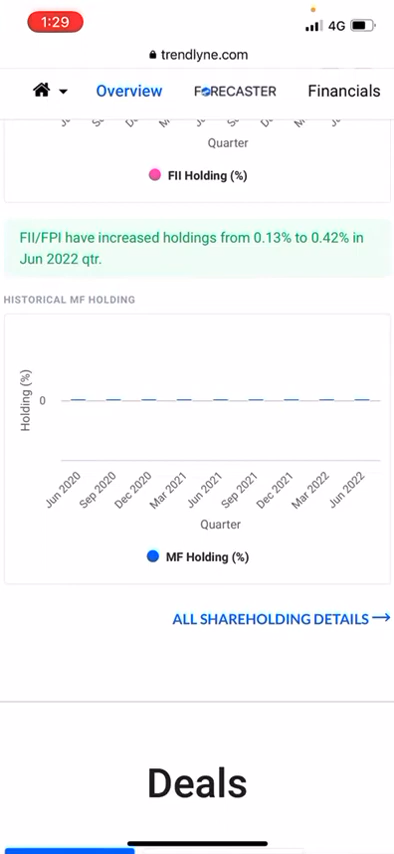 1:29
4G
trendlyne.com
Overview
FORECASTER
Financials
Quarter
FII Holding (%)
FII/FPI have increased holdings from 0.13% to 0.42% in
Jun 2022 qtr.
HISTORICAL MF HOLDING
Holding (%)
0
Jun 2020
Sep 2020
Dec 2020
Mar 2021
Jun 2021
Sep 2021
Dec 2021
Mar 2022
Jun 2022
Quarter
MF Holding (%)
ALL SHAREHOLDING DETAILS
Deals